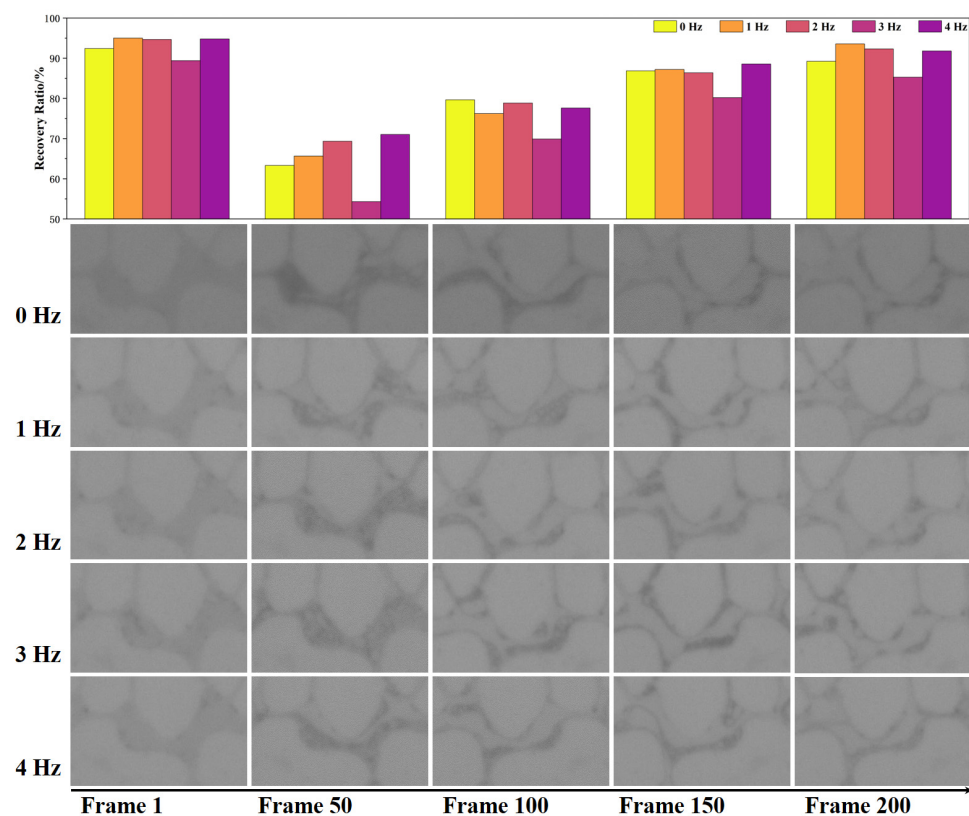 Recovery Ratio/%
100
90
80
70
60
50
0 Hz 1 Hz 2 Hz 3 Hz 4 Hz
0 Hz
1 Hz
2 Hz
3 Hz
4 Hz
Frame 1 Frame 50 Frame 100 Frame 150 Frame 200